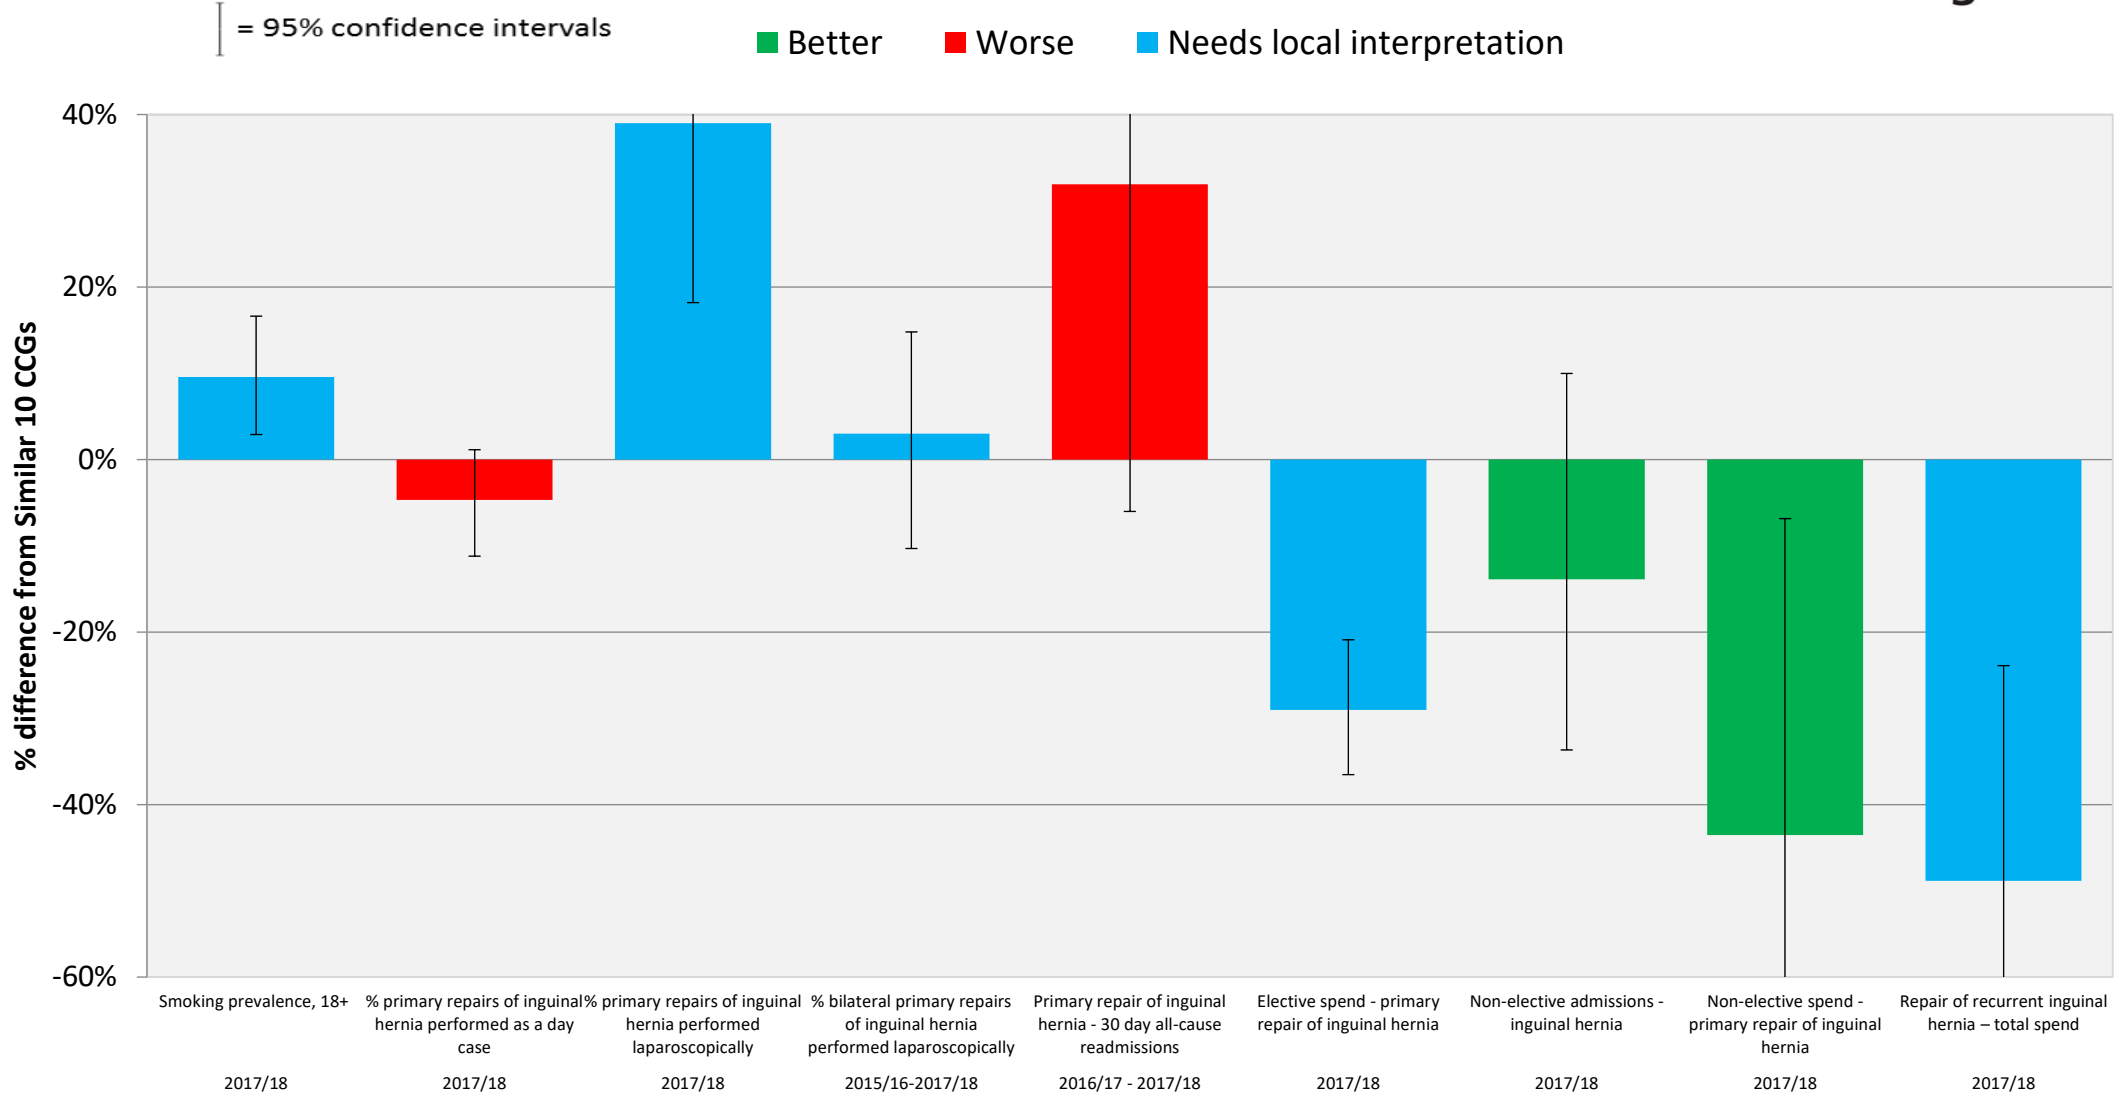 = 95% confidence intervals
Better Worse Needs local interpretation
40%
20%
0%
-20%
-40%
-60%
% difference from Similar 10 CCGs
Smoking prevalence, 18+
2017/18
% primary repairs of inguinal
hernia performed as a day
case
2017/18
% primary repairs of inguinal
hernia performed
laparoscopically
2017/18
% bilateral primary repairs
of inguinal hernia
performed laparoscopically
2015/16-2017/18
Primary repair of inguinal
hernia - 30 day all-cause
readmissions
2016/17 - 2017/18
Elective spend - primary
repair of inguinal hernia
2017/18
Non-elective admissions -
inguinal hernia
2017/18
Non-elective spend -
primary repair of inguinal
hernia
2017/18
Repair of recurrent inguinal
hernia – total spend
2017/18